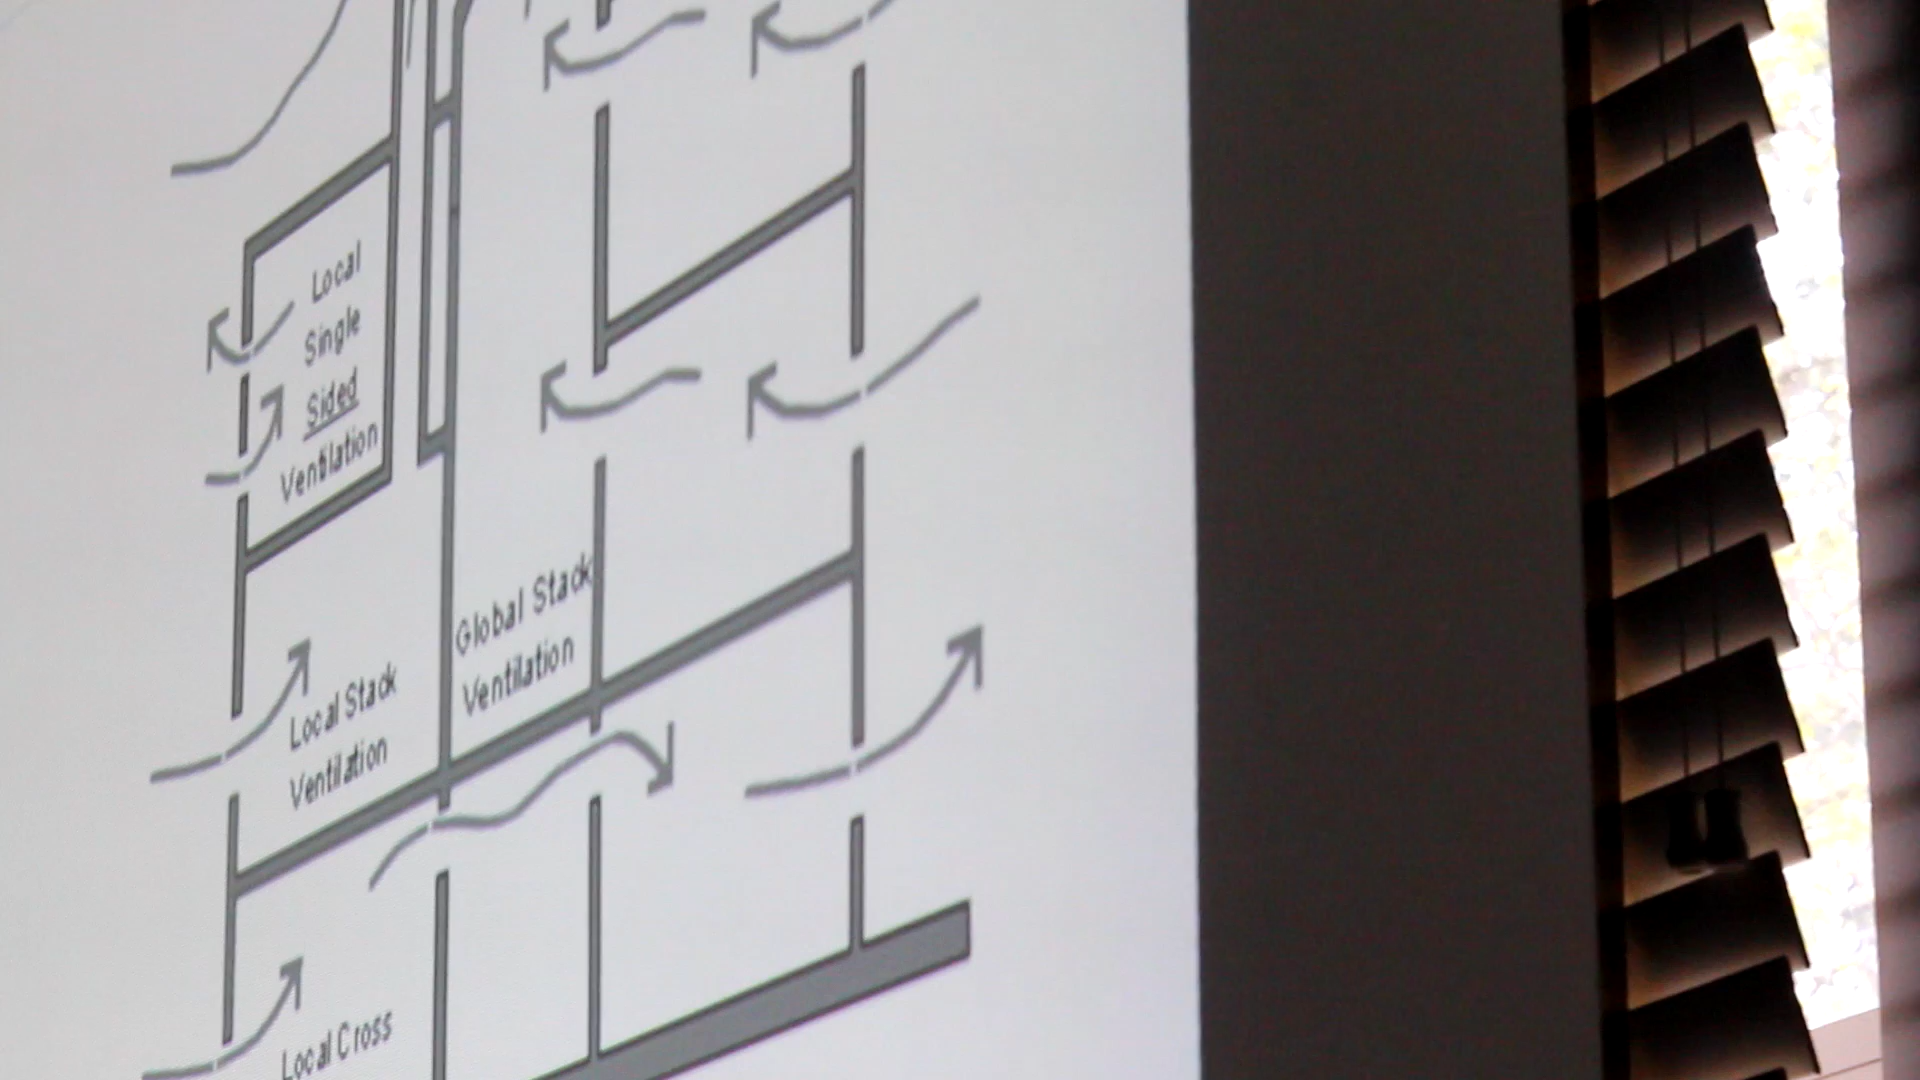 Local
Single
Sided
Ventilation
Global Stack
Ventilation
Local Stack
Ventilation
Local Cross